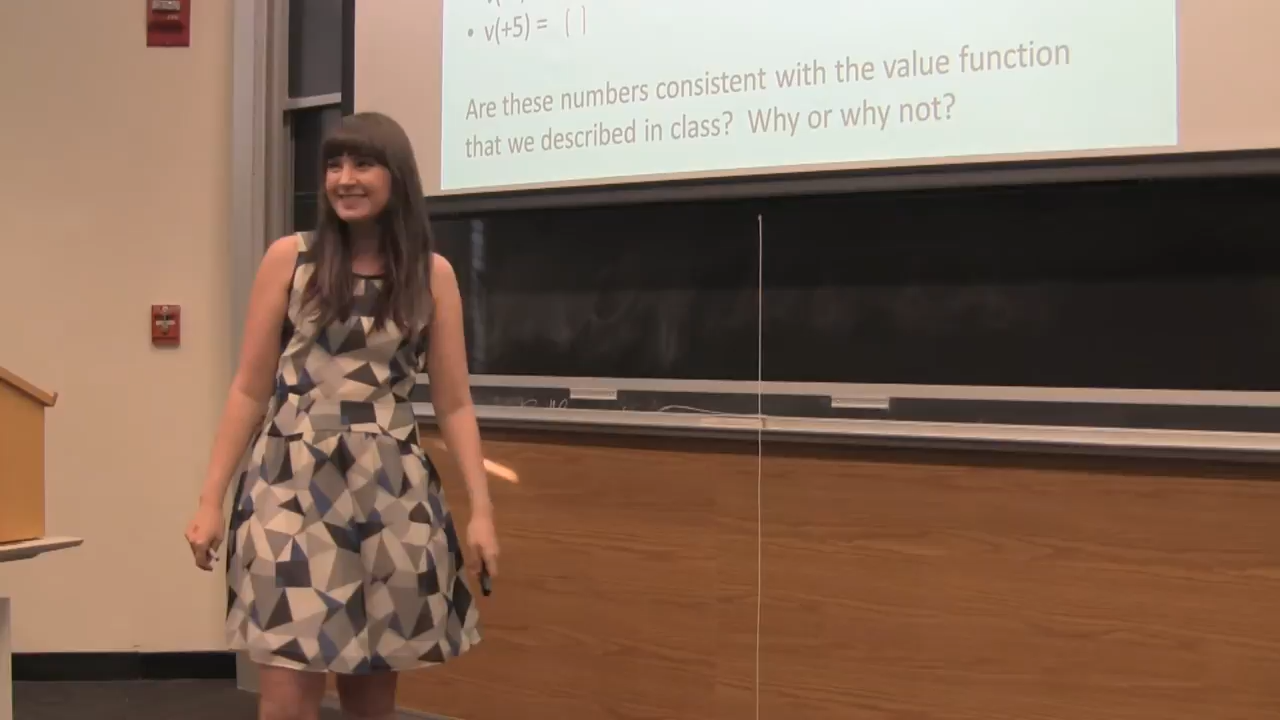 • v(+5) = [ ]
Are these numbers consistent with the value function
that we described in class? Why or why not?